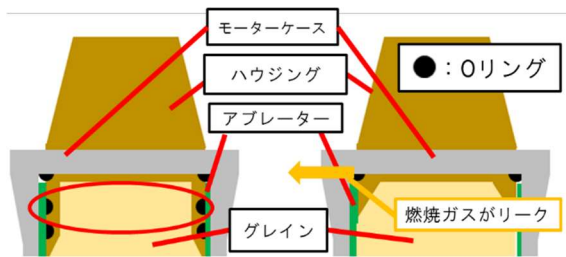 モーターケース
ハウジング
●：Oリング
アブレーター
燃焼ガスがリーク
グレイン